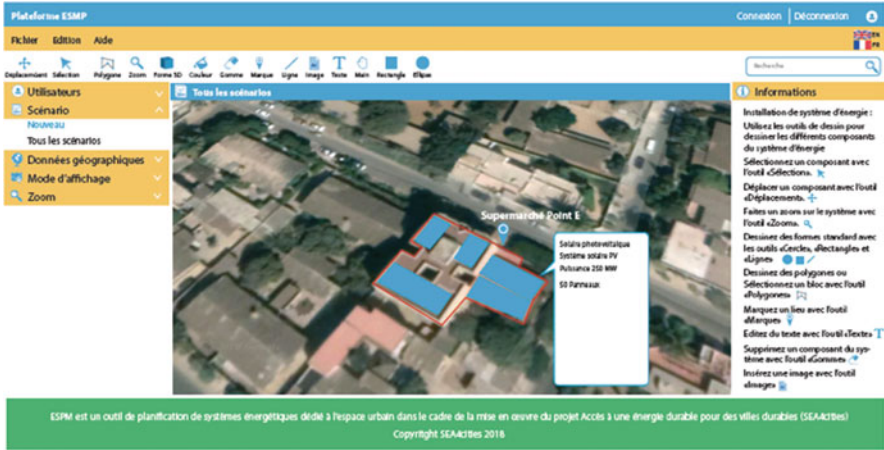 Plateforme ESMP
Connexion | Déconnexion
Fichier Edition Aide
EN
FR
Deplacement Sélection Polygone Zoom Forme 3D Couleur Gomme Marque Ligne Image Texte Main Rectangle Ellipse
Recherche
Utilisateurs
Scénario
Nouveau
Tous les scénarios
Données géographiques
Mode d'affichage
Zoom
Tous les scénarios
Supermarché Point E
Solaire photovoltaïque
Système solaire PV
Puissance 250 MW
50 Panneaux
Informations
Installation de système d'énergie :
Utilisez les outils de dessin pour
dessiner les différents composants
du système d'énergie
Sélectionnez un composant avec
l'outil «Sélection».
Déplacer un composant avec l'outil
«Déplacement».
Faites un zoom sur le système avec
l'outil «Zoom».
Dessinez des formes standard avec
les outils «Cercle», «Rectangle» et
«Ligne»
Dessinez des polygones ou
Sélectionnez un bloc avec l'outil
«Polygone»
Marquez un lieu avec l'outil
«Marque»
Editez du texte avec l'outil «Texte» T
Supprimez un composant du sys-
tème avec l'outil «Gomme»
Insérez une image avec l'outil
«Image»
ESPM est un outil de planification de systèmes énergétiques dédié à l'espace urbain dans le cadre de la mise en œuvre du projet Accès à une énergie durable pour des villes durables (SEA4cities)
Copyright SEA4cities 2016